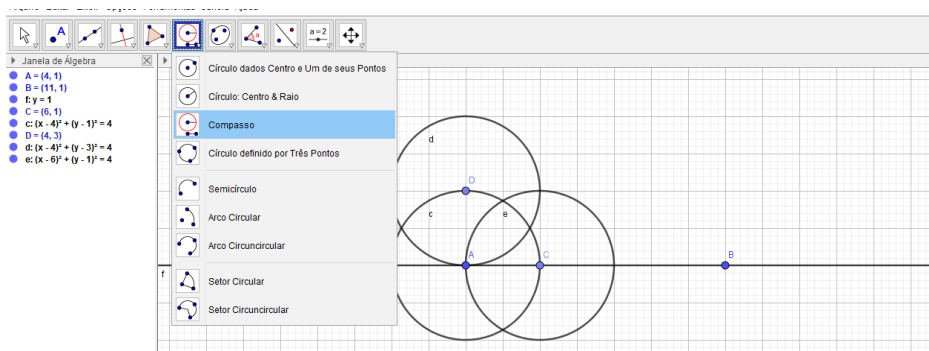 a=2
Janela de Álgebra
A = (4, 1)
B = (11, 1)
f: y = 1
C = (6, 1)
c: (x - 4)² + (y - 1)² = 4
D = (4, 3)
d: (x - 4)² + (y - 3)² = 4
e: (x - 6)² + (y - 1)² = 4
Círculo dados Centro e Um de seus Pontos
Círculo: Centro & Raio
Compasso
Círculo definido por Três Pontos
Semicírculo
Arco Circular
Arco Circuncircular
Setor Circular
Setor Circuncircular
d
D
c
e
A
C
B
f